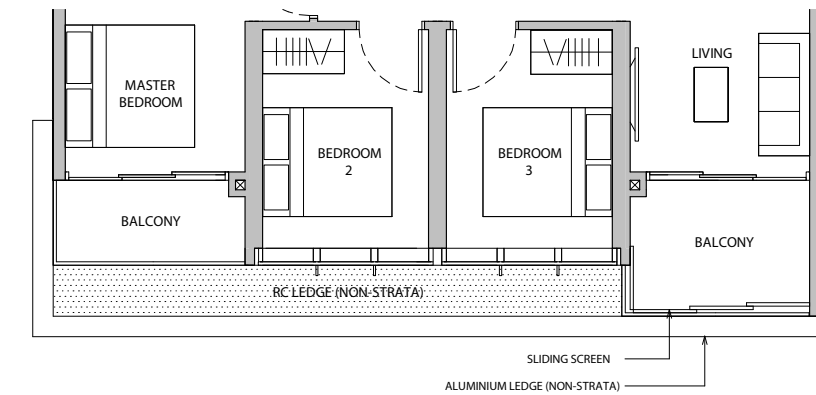 MASTER
BEDROOM
BEDROOM
2
BEDROOM
3
LIVING
BALCONY
BALCONY
RC LEDGE (NON-STRATA)
SLIDING SCREEN
ALUMINIUM LEDGE (NON-STRATA)